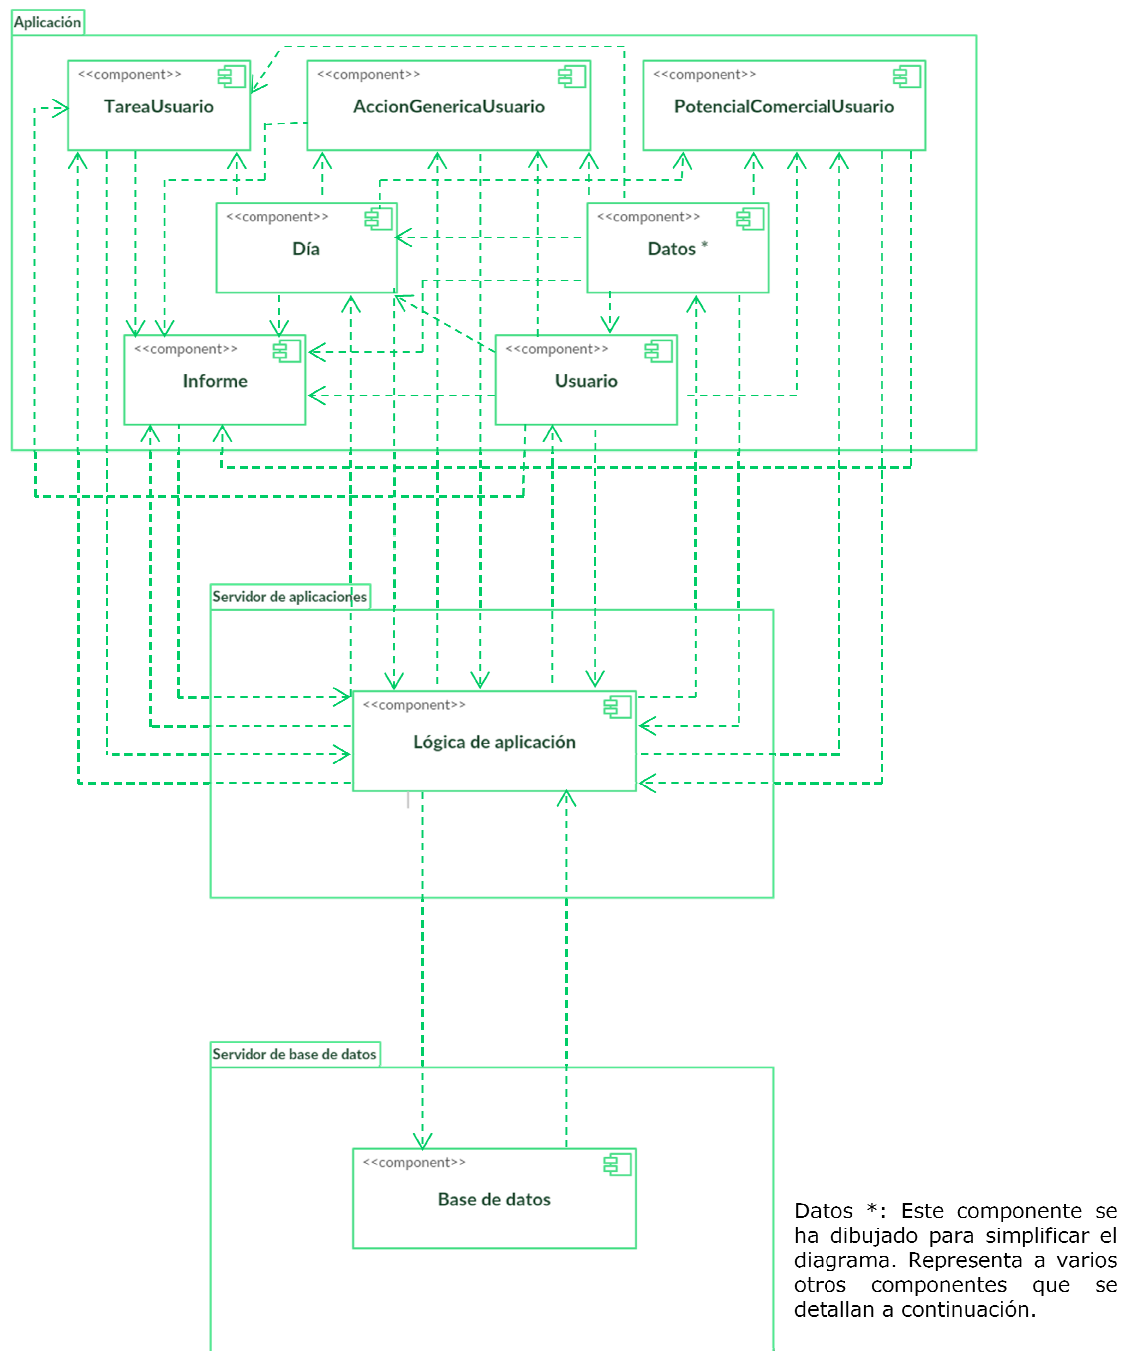 Aplicación
<<component>>
TareaUsuario
<<component>>
AccionGenericaUsuario
<<component>>
PotencialComercialUsuario
<<component>>
Día
<<component>>
Datos *
<<component>>
Informe
<<component>>
Usuario
Servidor de aplicaciones
<<component>>
Lógica de aplicación
Servidor de base de datos
<<component>>
Base de datos
Datos *: Este componente se
ha dibujado para simplificar el
diagrama. Representa a varios
otros componentes que se
detallan a continuación.